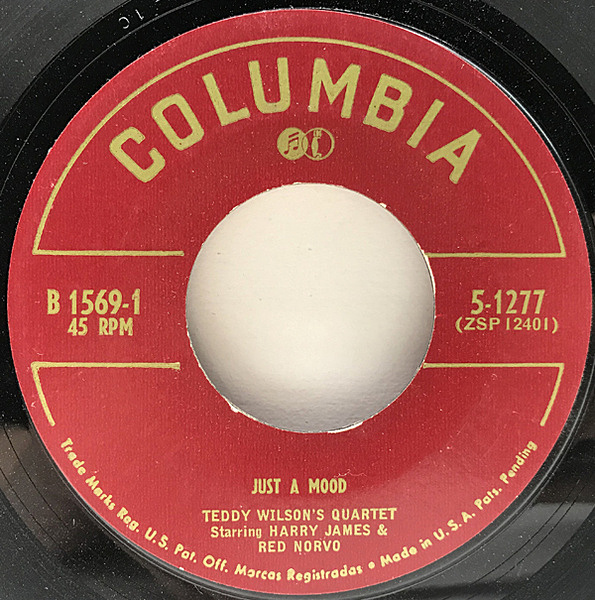 COLUMBIA
B 1569-1
45 RPM
5-1277
(ZSP 12401)
JUST A MOOD
TEDDY WILSON'S QUARTET
Starring HARRY JAMES &
RED NORVO
Trade Marks Reg. U.S. Pat. Off. Marcas Registradas • Made in U.S.A. Pats. Pending